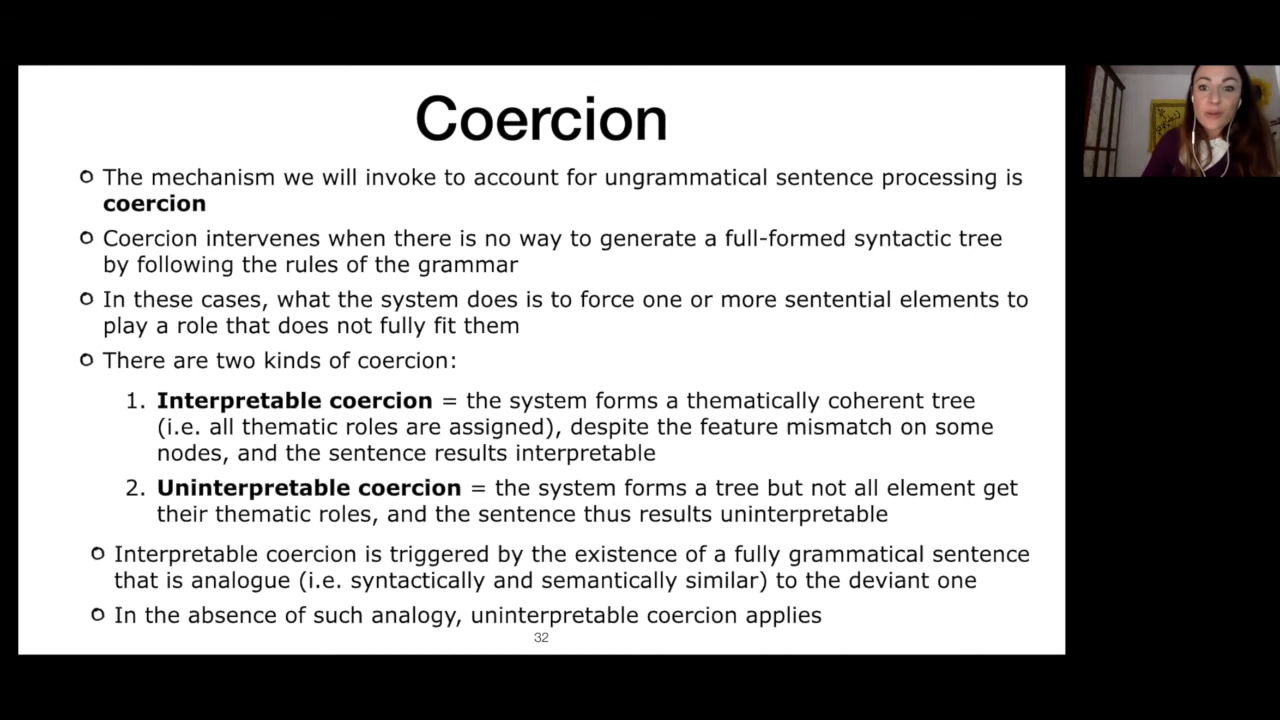 Coercion
The mechanism we will invoke to account for ungrammatical sentence processing is
coercion
Coercion intervenes when there is no way to generate a full-formed syntactic tree
by following the rules of the grammar
In these cases, what the system does is to force one or more sentential elements to
play a role that does not fully fit them
There are two kinds of coercion:
1. Interpretable coercion = the system forms a thematically coherent tree
(i.e. all thematic roles are assigned), despite the feature mismatch on some
nodes, and the sentence results interpretable
2. Uninterpretable coercion = the system forms a tree but not all element get
their thematic roles, and the sentence thus results uninterpretable
Interpretable coercion is triggered by the existence of a fully grammatical sentence
that is analogue (i.e. syntactically and semantically similar) to the deviant one
In the absence of such analogy, uninterpretable coercion applies
32